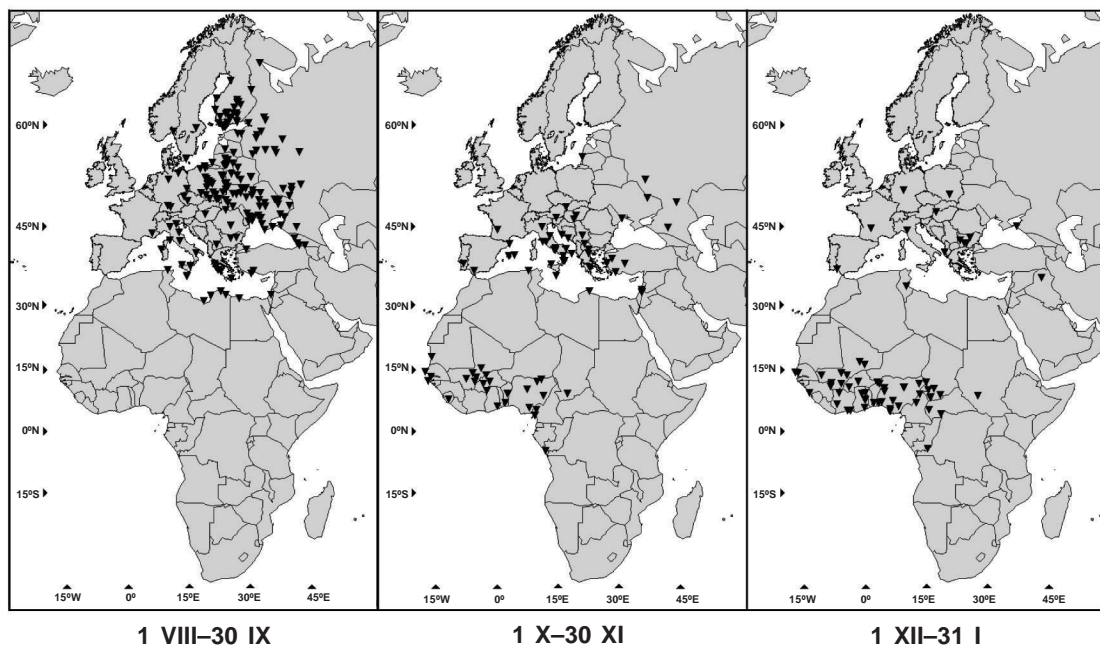 60ºN 60ºN 60ºN
45ºN 45ºN 45ºN
30ºN 30ºN 30ºN
15ºN 15ºN 15ºN
0ºN 0ºN 0ºN
15ºS 15ºS 15ºS
15ºW 0º 15ºE 30ºE 45ºE 15ºW 0º 15ºE 30ºE 45ºE 15ºW 0º 15ºE 30ºE 45ºE
1 VIII–30 IX 1 X–30 XI 1 XII–31 I